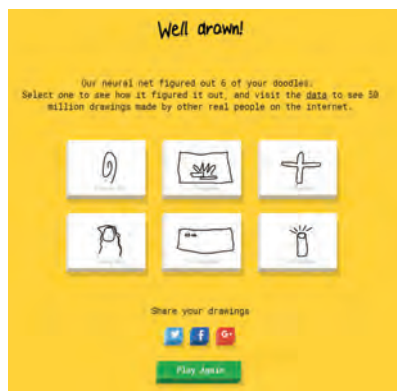 Well drawn!
Our neural net figured out 6 of your doodles.
Select one to see how it figured it out, and visit the data to see 50
million drawings made by other real people on the internet.
Share your drawings
G+
Play Again